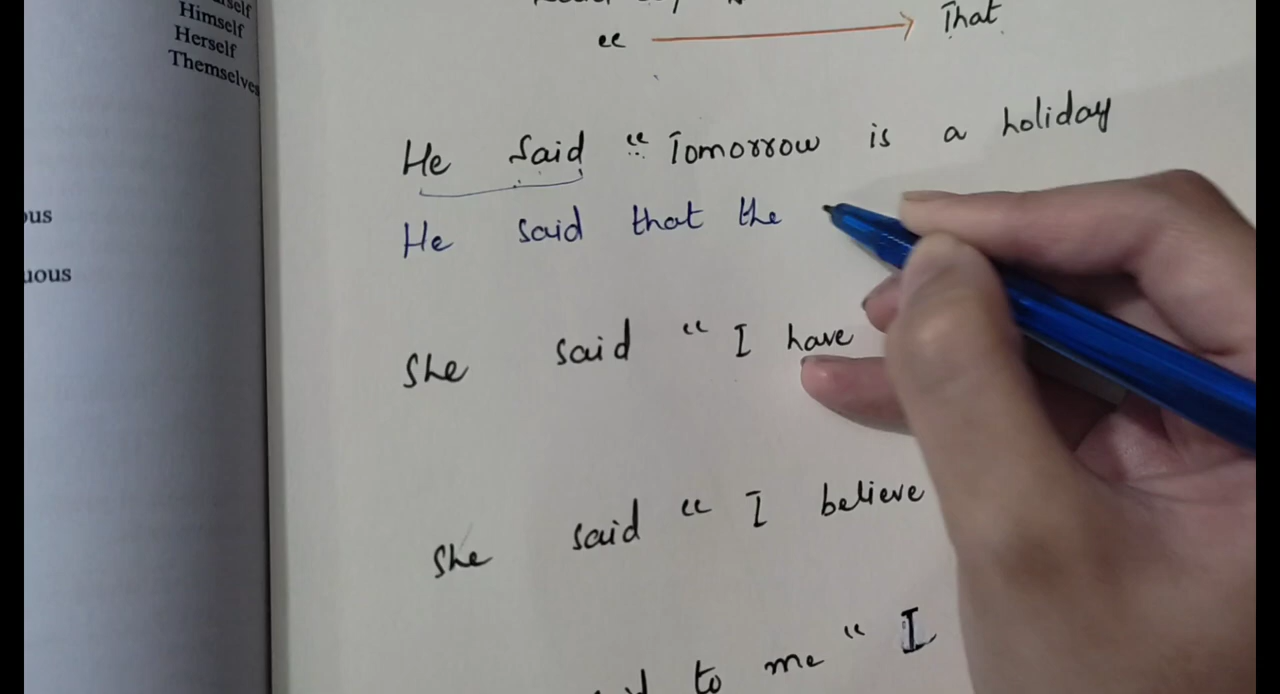 Himself
Herself
Themselves
“ → That
He Said “ Tomorrow is a holiday
He said that the
She said “ I have
She said “ I believe
to me “ I
ous
uous